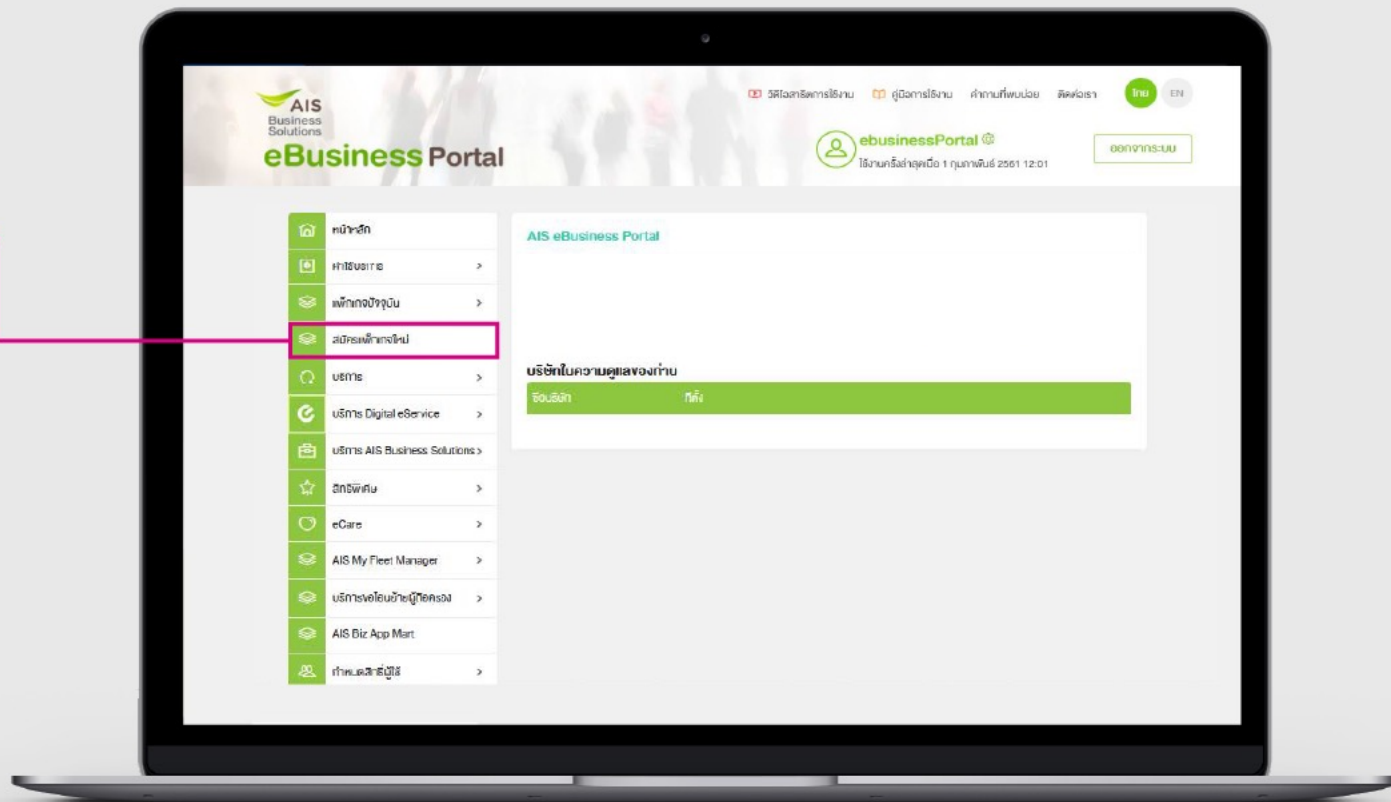 AIS
Business
Solutions
eBusiness Portal
วิดีโอสาธิตการใช้งาน คู่มือการใช้งาน คำถามที่พบบ่อย ติดต่อเรา ไทย EN
ebusinessPortal
ใช้งานครั้งล่าสุดเมื่อ 1 กุมภาพันธ์ 2561 12:01
ออกจากระบบ
หน้าหลัก
ค่าใช้บริการ
แพ็กเกจปัจจุบัน
สมัครแพ็กเกจใหม่
บริการ
บริการ Digital eService
บริการ AIS Business Solutions
สิทธิพิเศษ
eCare
AIS My Fleet Manager
บริการขอโอนย้ายผู้ถือครอง
AIS Biz App Mart
กำหนดสิทธิ์ผู้ใช้
AIS eBusiness Portal
บริษัทในความดูแลของท่าน
ชื่อบริษัท ที่ตั้ง